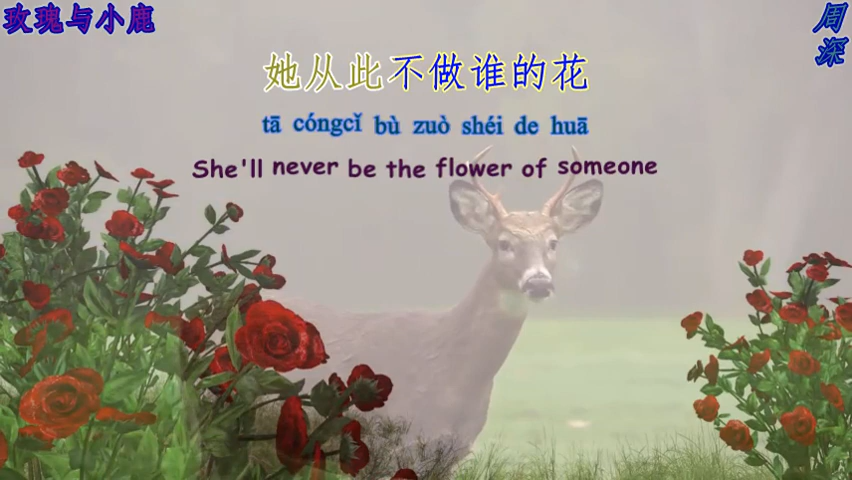 玫瑰与小鹿
周深
她从此不做谁的花
tā cóngcǐ bù zuò shéi de huā
She'll never be the flower of someone